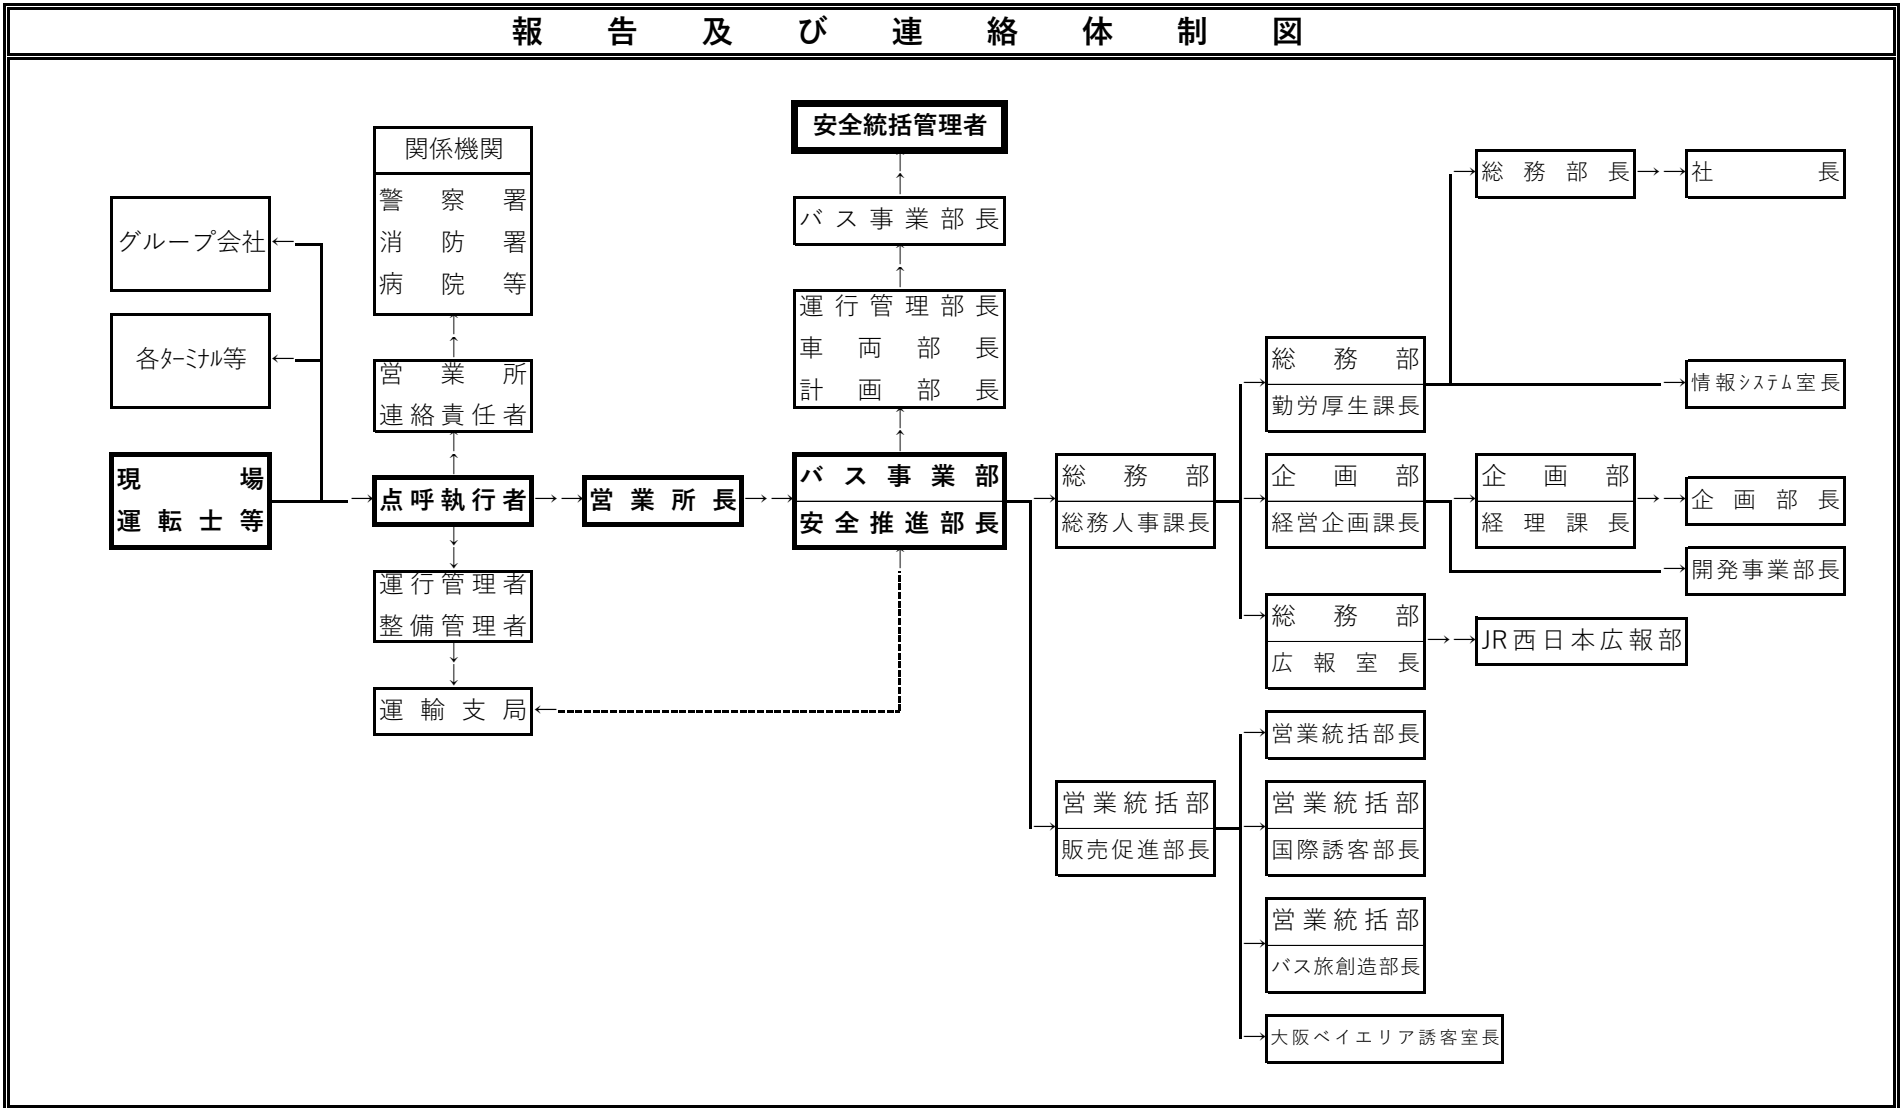 報告及び連絡体制図
安全統括管理者
関係機関
警察署
消防署
病院等
総務部長
社長
グループ会社
バス事業部長
運行管理部長
車両部長
計画部長
各ﾀｰﾐﾅﾙ等
営業所
連絡責任者
総務部
勤労厚生課長
情報ｼｽﾃﾑ室長
現場
運転士等
点呼執行者
営業所長
バス事業部
安全推進部長
総務部
総務人事課長
企画部
経営企画課長
企画部
経理課長
企画部長
開発事業部長
運行管理者
整備管理者
総務部
広報室長
JR西日本広報部
運輸支局
営業統括部長
営業統括部
販売促進部長
営業統括部
国際誘客部長
営業統括部
バス旅創造部長
大阪ベイエリア誘客室長